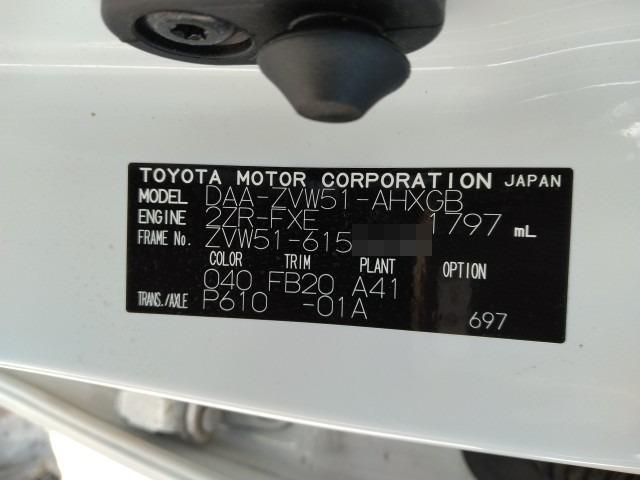 TOYOTA MOTOR CORPORATION JAPAN
MODEL DAA-ZVW51-AHXGB
ENGINE 2ZR-FXE 1797 mL
FRAME No. ZVW51-615
COLOR TRIM PLANT OPTION
040 FB20 A41
TRANS./AXLE P610 -01A
697